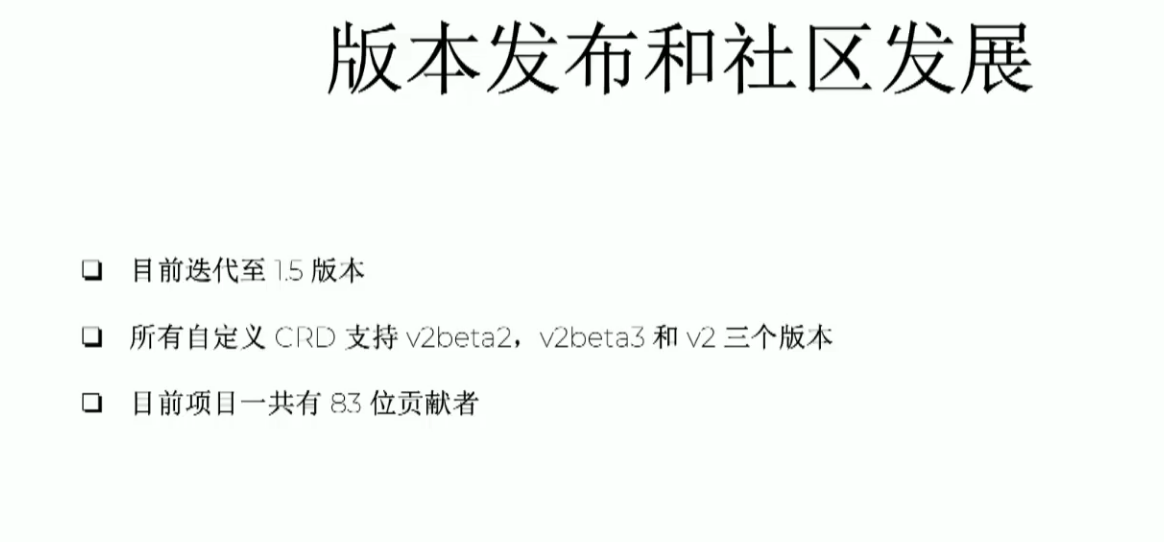 版本发布和社区发展
目前迭代至 1.5 版本
所有自定义 CRD 支持 v2beta2，v2beta3 和 v2 三个版本
目前项目一共有 83 位贡献者